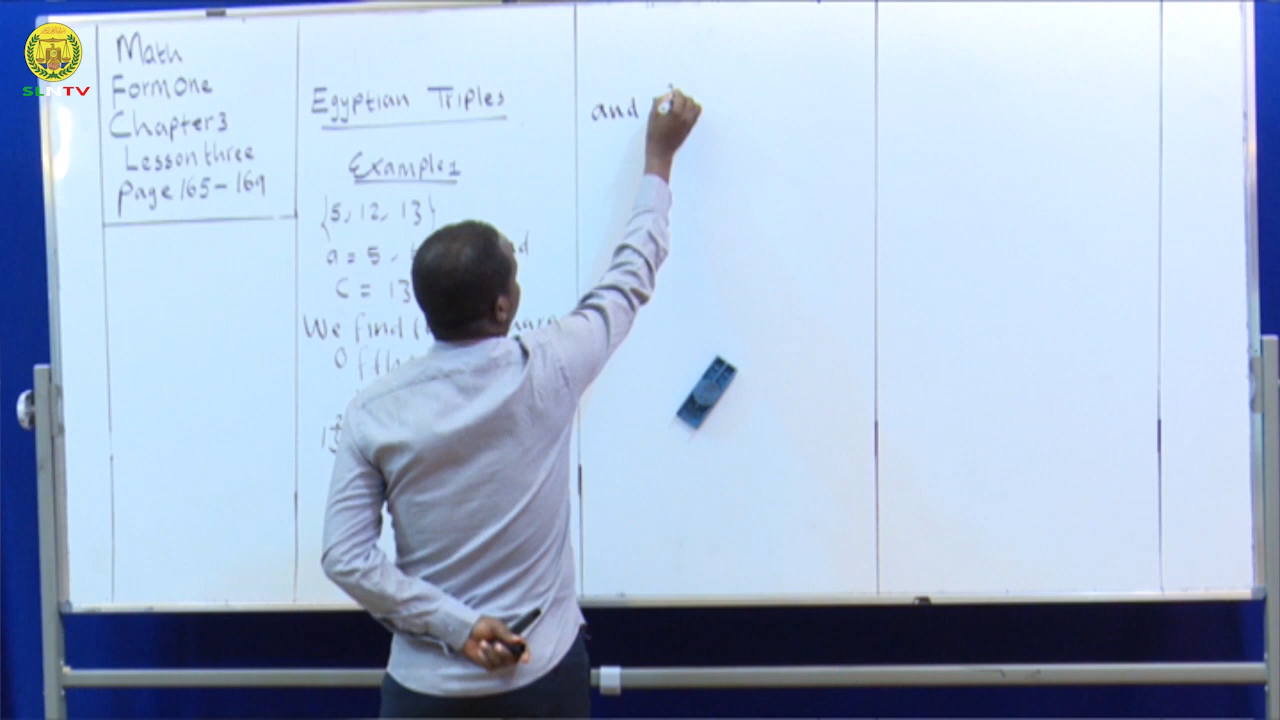 SLNTV
Math
Form One
Chapter 3
Lesson three
Page 165 - 169
Egyptian Triples
Example 1
{5, 12, 13}
a = 5
C = 13
We find
and